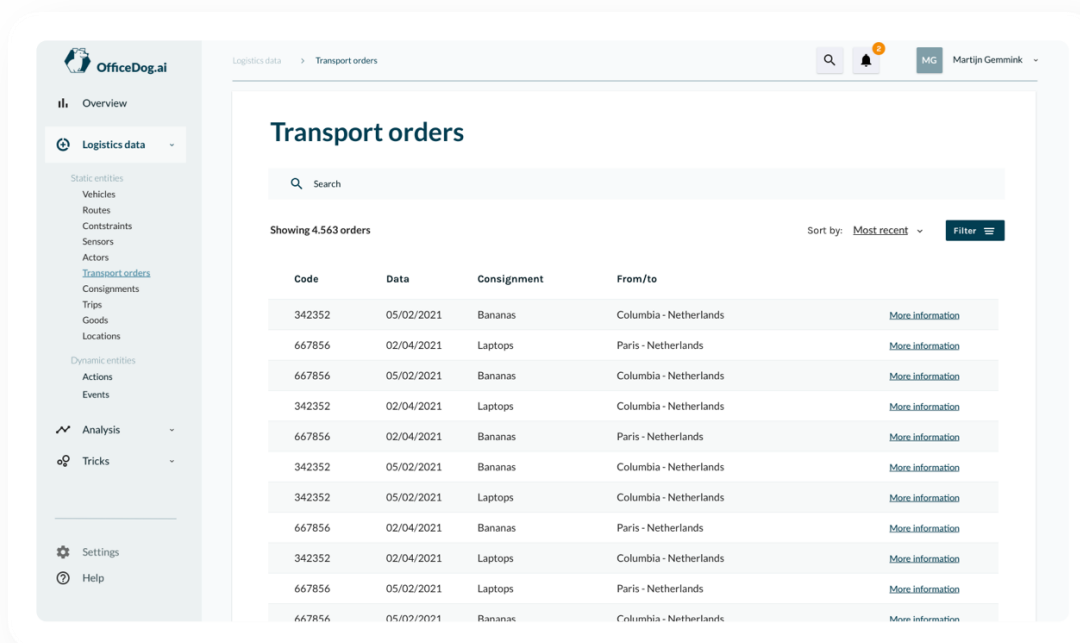 OfficeDog.ai
Overview
Logistics data
Static entities
Vehicles
Routes
Contstraints
Sensors
Actors
Transport orders
Consignments
Trips
Goods
Locations
Dynamic entities
Actions
Events
Analysis
Tricks
Settings
Help
Logistics data > Transport orders
2
MG Martijn Gemmink
Transport orders
Search
Showing 4.563 orders
Sort by: Most recent
Filter
Code Data Consignment From/to
342352 05/02/2021 Bananas Columbia - Netherlands More information
667856 02/04/2021 Laptops Paris - Netherlands More information
667856 05/02/2021 Bananas Columbia - Netherlands More information
342352 02/04/2021 Laptops Columbia - Netherlands More information
667856 02/04/2021 Bananas Paris - Netherlands More information
342352 05/02/2021 Bananas Columbia - Netherlands More information
342352 05/02/2021 Laptops Columbia - Netherlands More information
667856 02/04/2021 Bananas Paris - Netherlands More information
342352 02/04/2021 Laptops Columbia - Netherlands More information
667856 05/02/2021 Laptops Paris - Netherlands More information
667856 05/02/2021 Bananas Columbia - Netherlands More information